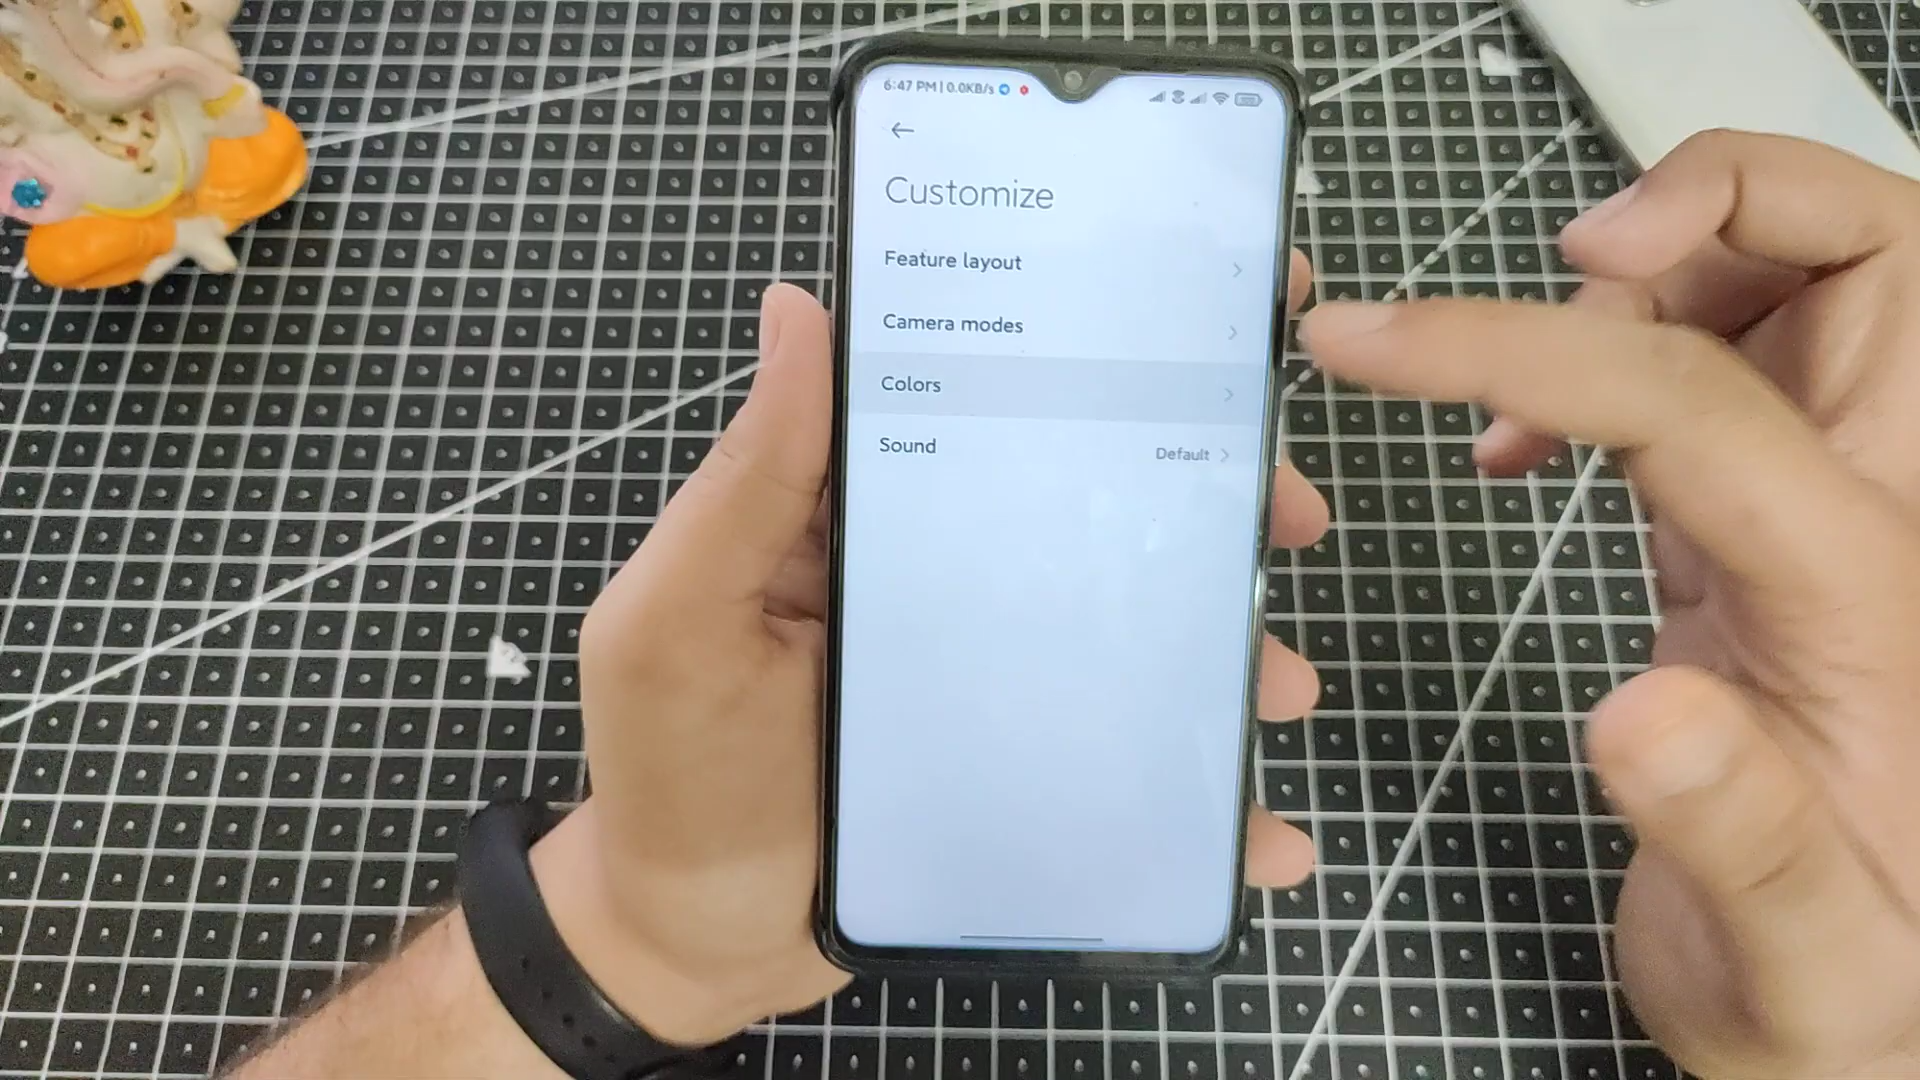 6:47 PM | 0.0KB/s
Customize
Feature layout
Camera modes
Colors
Sound
Default